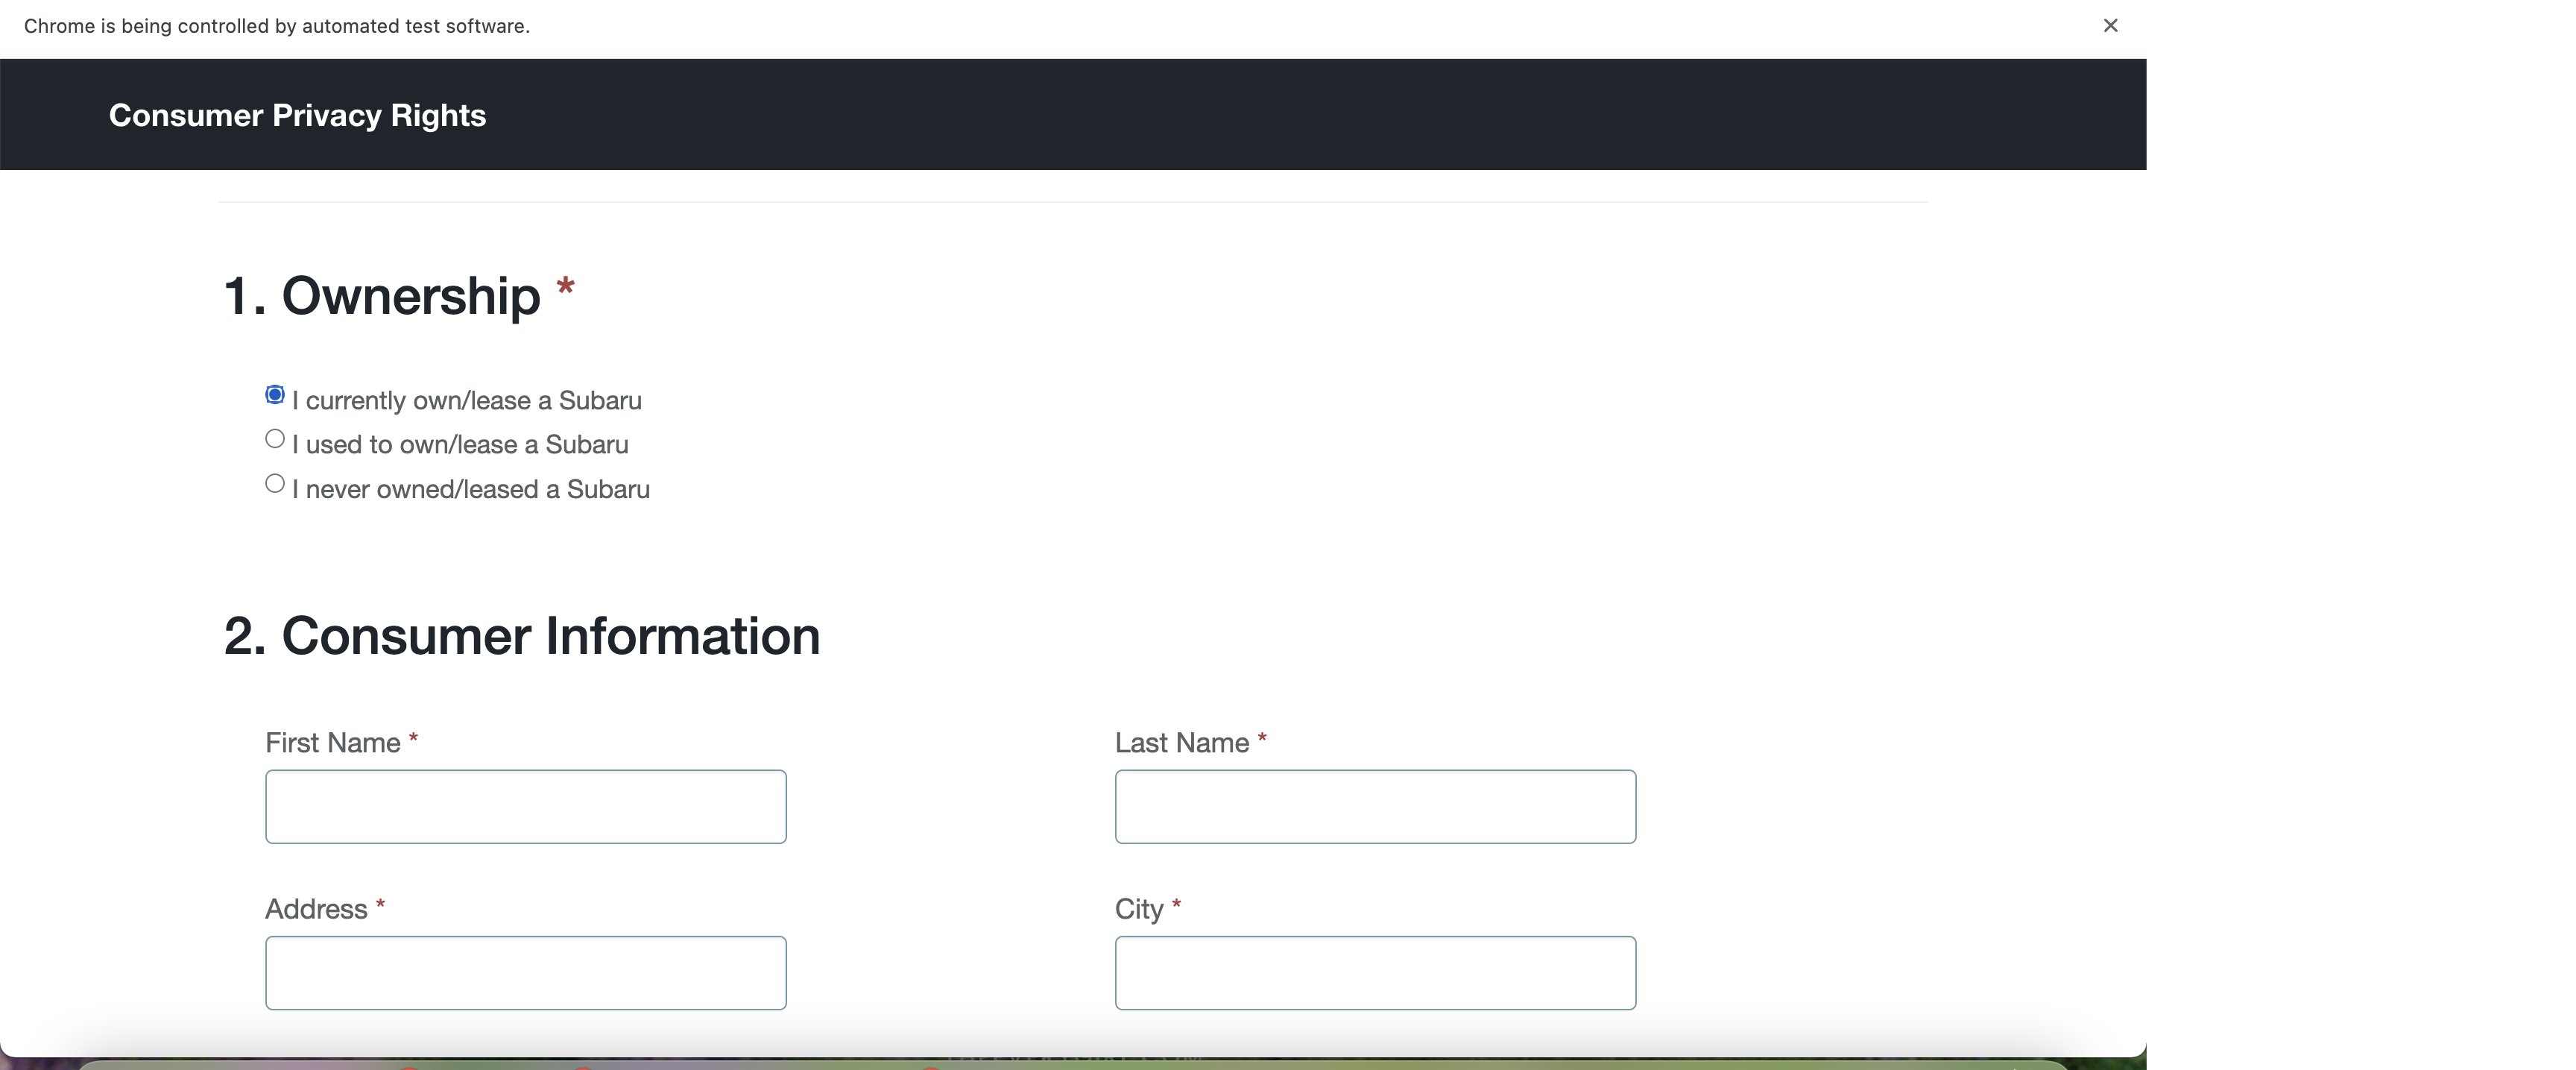 Chrome is being controlled by automated test software.
Consumer Privacy Rights
1. Ownership *
I currently own/lease a Subaru
I used to own/lease a Subaru
I never owned/leased a Subaru
2. Consumer Information
First Name *
Last Name *
Address *
City *